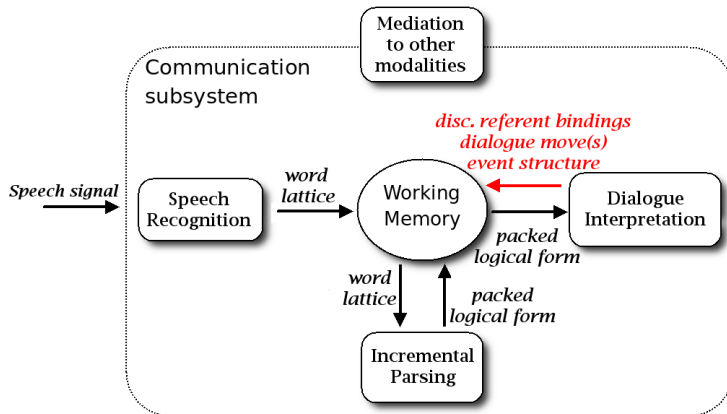 Mediation
to other
modalities
Communication
subsystem
disc. referent bindings
dialogue move(s)
event structure
Speech signal
Speech
Recognition
word
lattice
Working
Memory
Dialogue
Interpretation
packed
logical form
word
lattice
packed
logical form
Incremental
Parsing